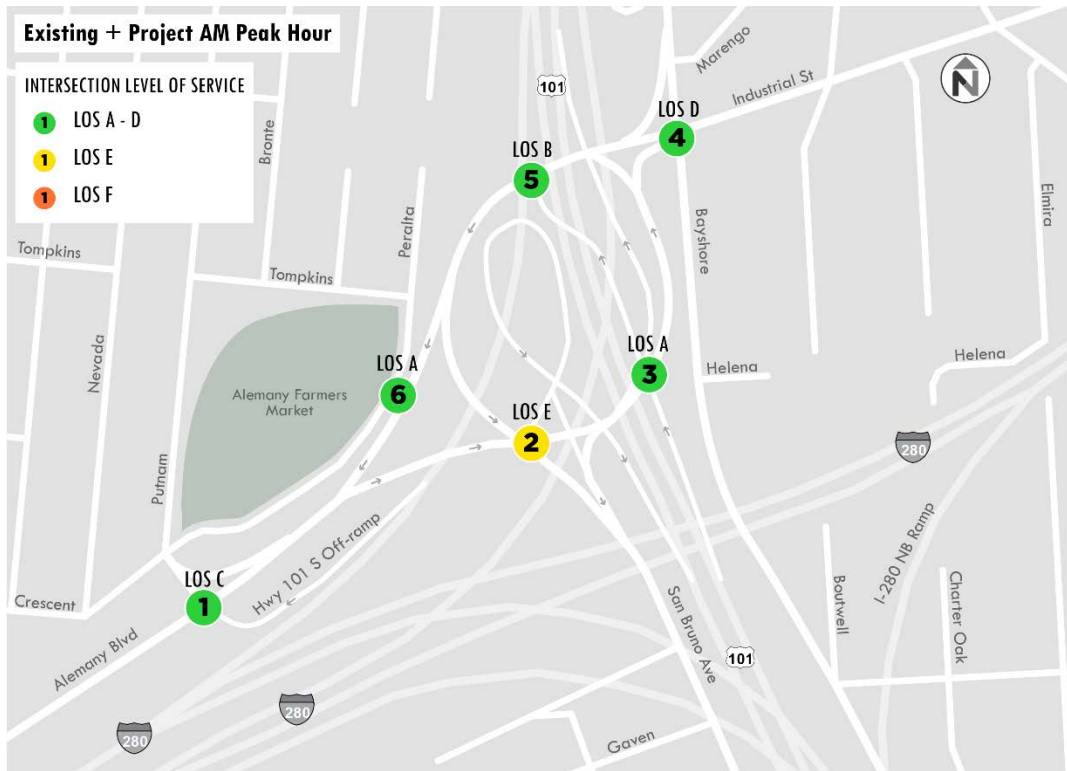 Existing + Project AM Peak Hour
INTERSECTION LEVEL OF SERVICE
1 LOS A - D
1 LOS E
1 LOS F
N
101
Marengo
Industrial St
LOS D
4
LOS B
5
Bronte
Peralta
Bayshore
Elmira
Tompkins
Tompkins
Nevada
Putnam
Alemany Farmers
Market
LOS A
6
LOS A
3
Helena
Helena
LOS E
2
280
Hwy 101 S Off-ramp
LOS C
1
Crescent
Alemany Blvd
San Bruno Ave
101
Boutwell
I-280 NB Ramp
Charter Oak
280
280
Gaven